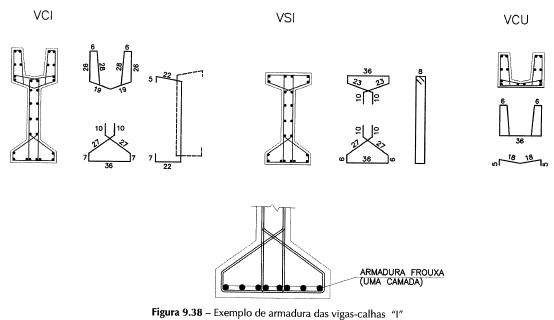 VCI
VSI
VCU
6 6
26 28 28 26
19 19
10 10
27 27
7 7
36
22
5
7
22
36
23 23
10 10
10 10
27 27
6 36 6
8
6 6
36
18 18
5 5
ARMADURA FROUXA
(UMA CAMADA)
Figura 9.38 – Exemplo de armadura das vigas-calhas "I"